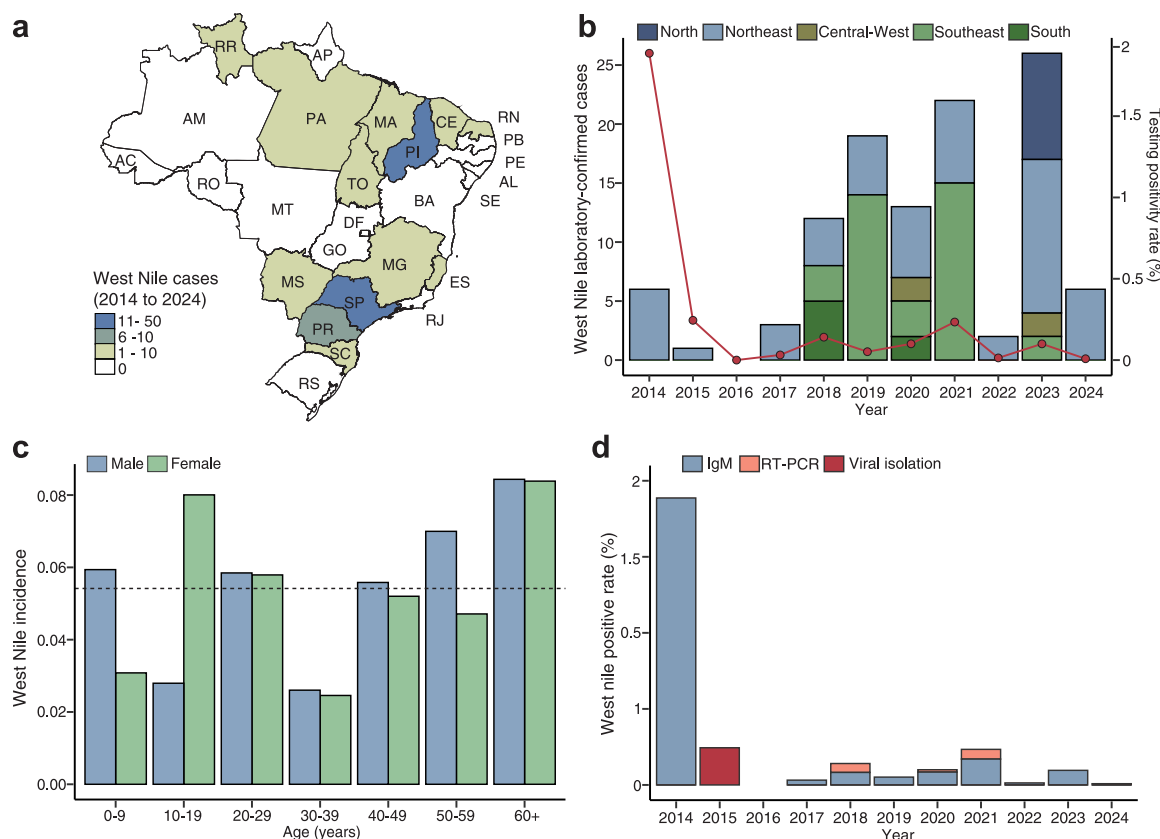 a
RR
AP
AM
PA
MA
CE
RN
PB
PI
PE
AC
TO
AL
RO
BA
SE
MT
DF
GO
MG
MS
ES
SP
RJ
PR
SC
RS
West Nile cases
(2014 to 2024)
11- 50
6 -10
1 - 10
0
b
North Northeast Central-West Southeast South
West Nile laboratory-confirmed cases
25
20
15
10
5
0
2
1.5
1
0.5
0
Testing positivity rate (%)
2014 2015 2016 2017 2018 2019 2020 2021 2022 2023 2024
Year
c
Male Female
West Nile incidence
0.08
0.06
0.04
0.02
0.00
0-9 10-19 20-29 30-39 40-49 50-59 60+
Age (years)
d
IgM RT-PCR Viral isolation
West nile positive rate (%)
2
1.5
0.5
1
0
2014 2015 2016 2017 2018 2019 2020 2021 2022 2023 2024
Year